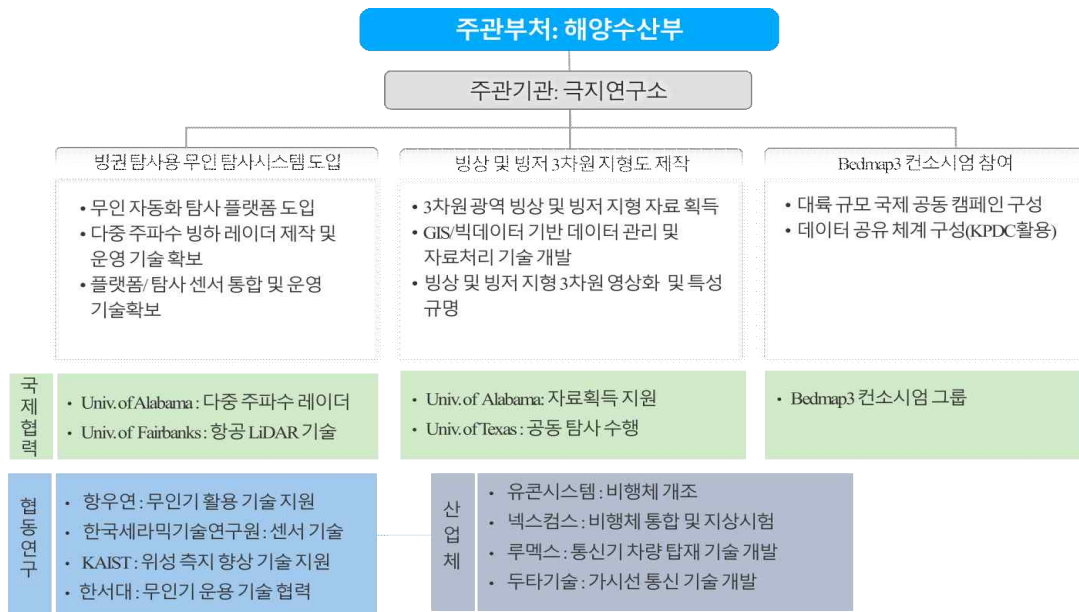 주관부처: 해양수산부
주관기관: 극지연구소
빙권탐사용 무인 탐사시스템 도입
• 무인 자동화 탐사 플랫폼 도입
• 다중 주파수 빙하 레이더 제작 및
운영 기술 확보
• 플랫폼/ 탐사 센서 통합 및 운영
기술확보
빙상 및 빙저 3차원 지형도 제작
• 3차원 광역 빙상 및 빙저 지형 자료 획득
• GIS/빅데이터 기반 데이터 관리 및
자료처리 기술 개발
• 빙상 및 빙저 지형 3차원 영상화 및 특성
규명
Bedmap3 컨소시엄 참여
• 대륙 규모 국제 공동 캠페인 구성
• 데이터 공유 체계 구성(KPDC활용)
국제협력
• Univ. of Alabama : 다중 주파수 레이더
• Univ. of Fairbanks : 항공 LiDAR 기술
• Univ. of Alabama: 자료획득 지원
• Univ. of Texas : 공동 탐사 수행
• Bedmap3 컨소시엄 그룹
협동연구
• 항우연 : 무인기 활용 기술 지원
• 한국세라믹기술연구원 : 센서 기술
• KAIST : 위성 측지 향상 기술 지원
• 한서대 : 무인기 운용 기술 협력
산업체
• 유콘시스템 : 비행체 개조
• 넥스컴스 : 비행체 통합 및 지상시험
• 루멕스 : 통신기 차량 탑재 기술 개발
• 두타기술 : 가시선 통신 기술 개발